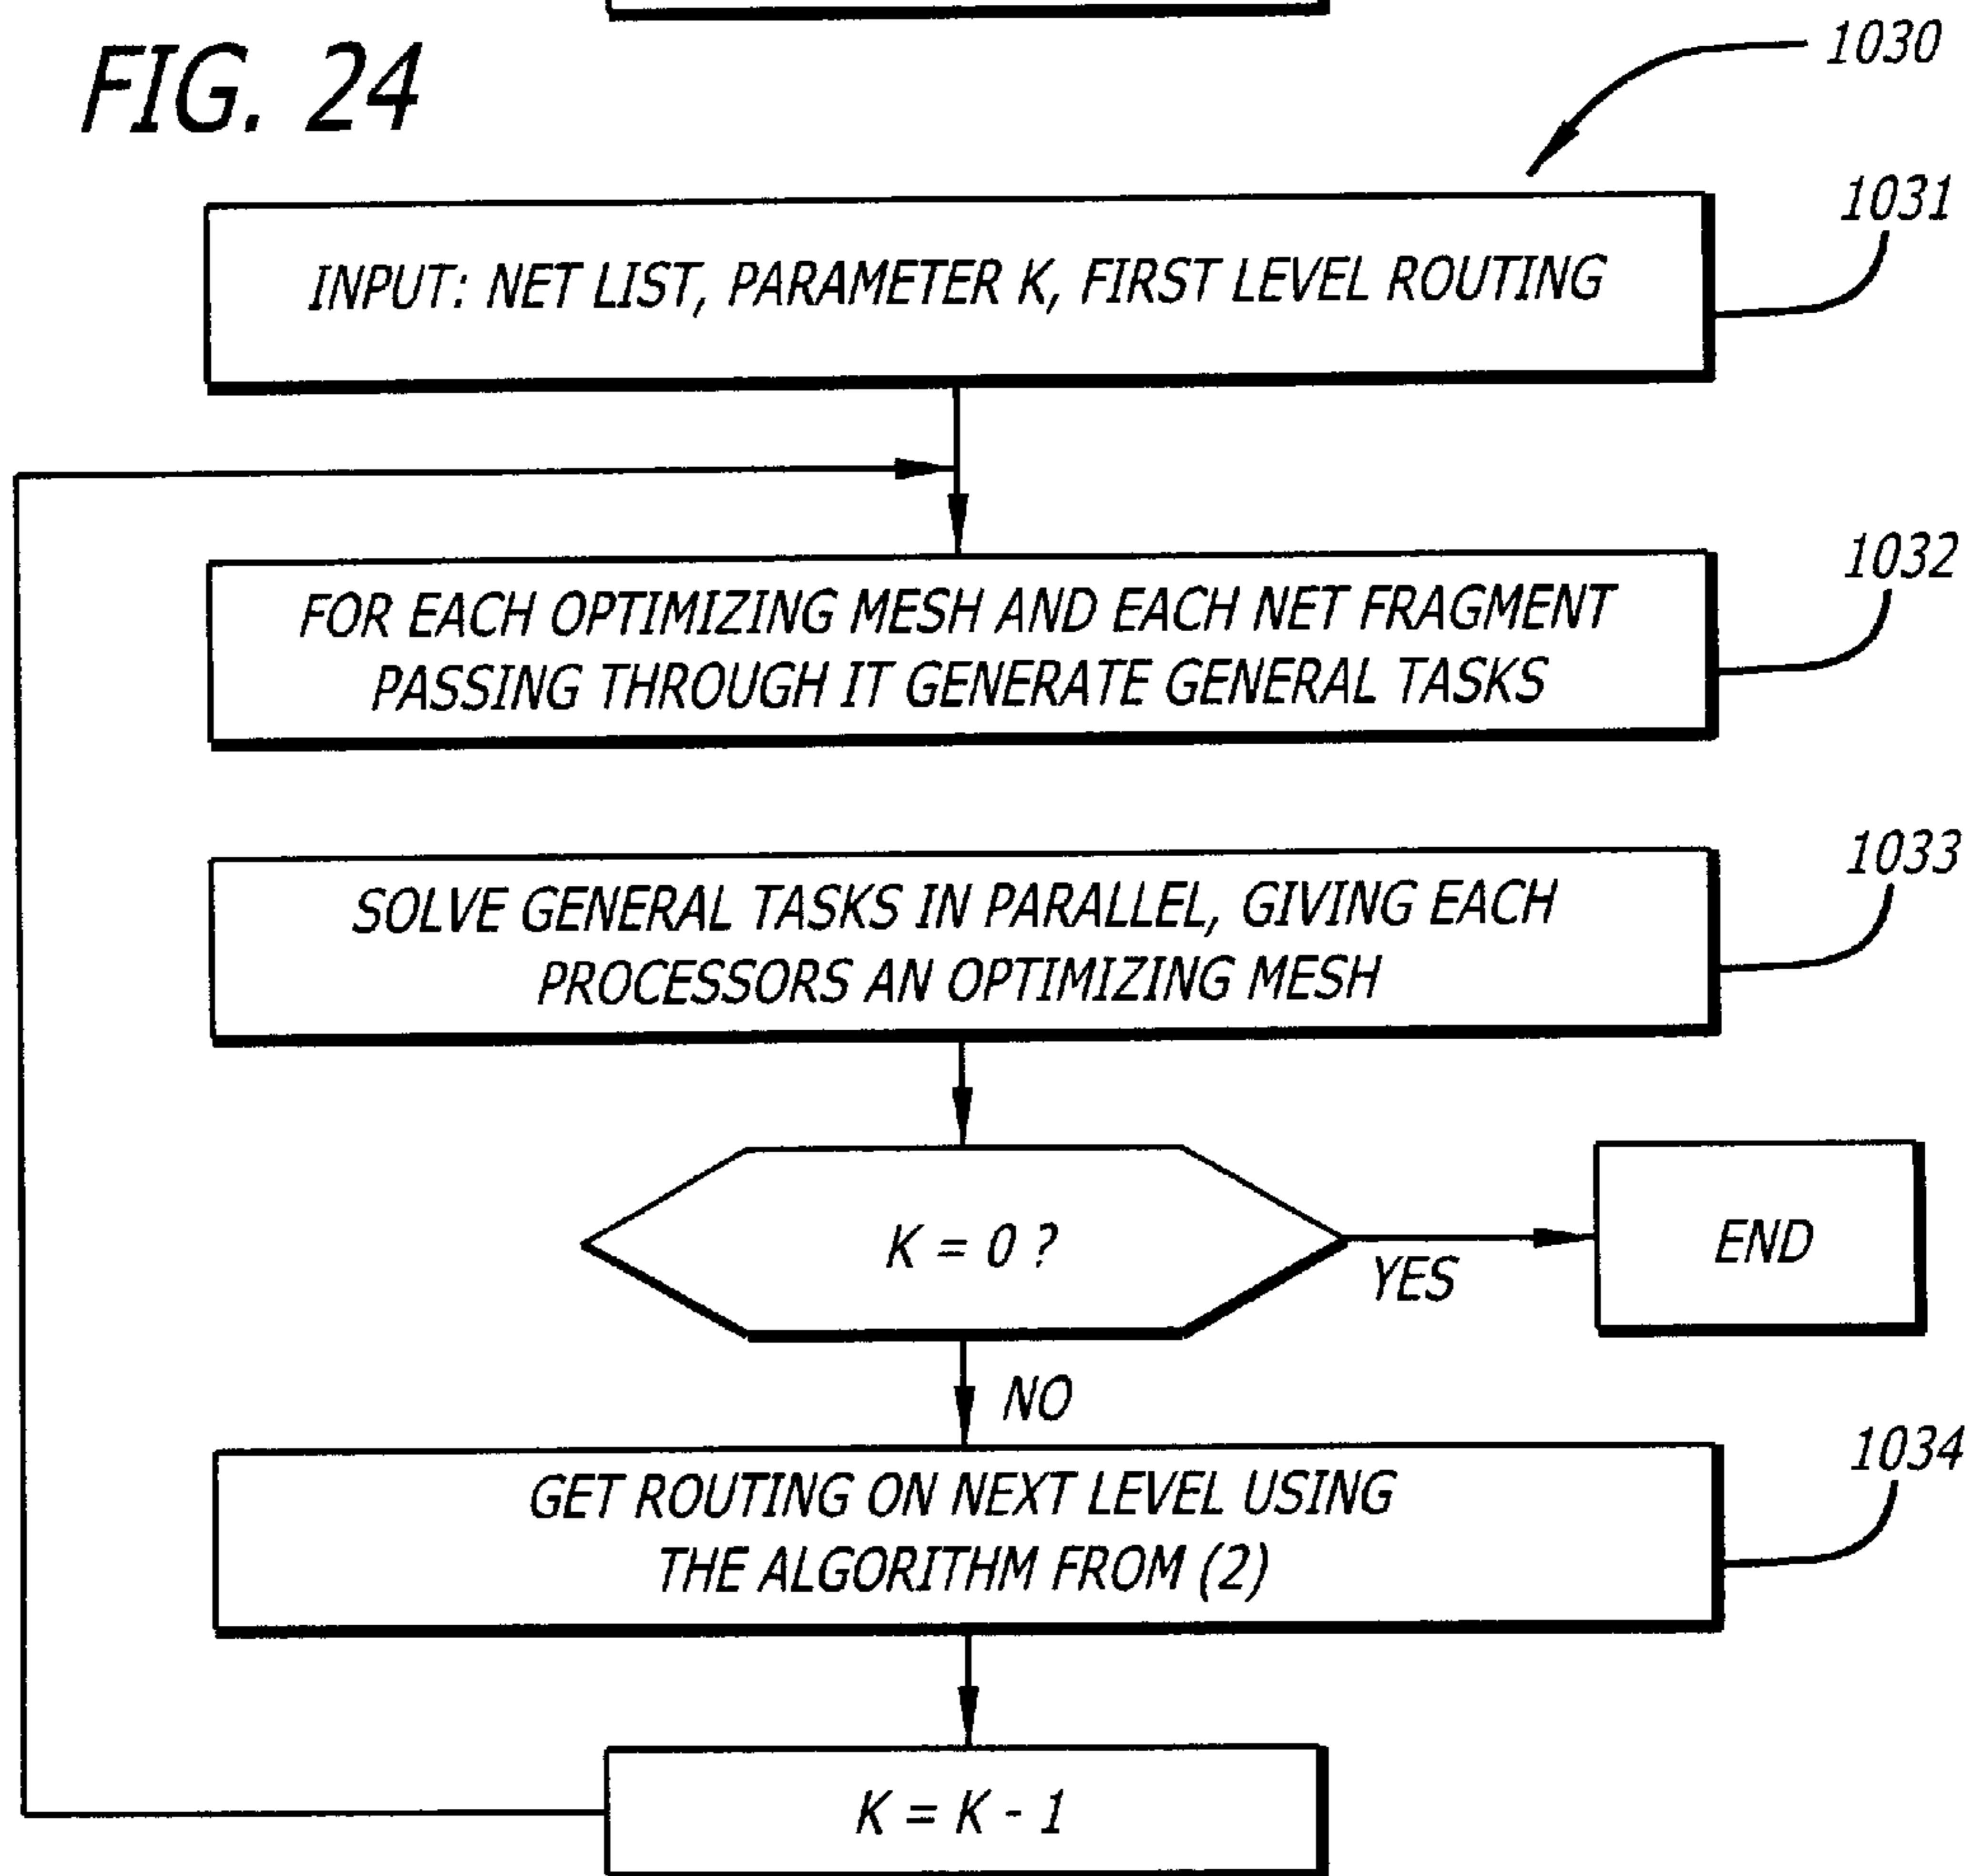 FIG. 24
1030
1031
INPUT: NET LIST, PARAMETER K, FIRST LEVEL ROUTING
1032
FOR EACH OPTIMIZING MESH AND EACH NET FRAGMENT
PASSING THROUGH IT GENERATE GENERAL TASKS
1033
SOLVE GENERAL TASKS IN PARALLEL, GIVING EACH
PROCESSORS AN OPTIMIZING MESH
K = 0 ?
YES
END
NO
1034
GET ROUTING ON NEXT LEVEL USING
THE ALGORITHM FROM (2)
K = K - 1